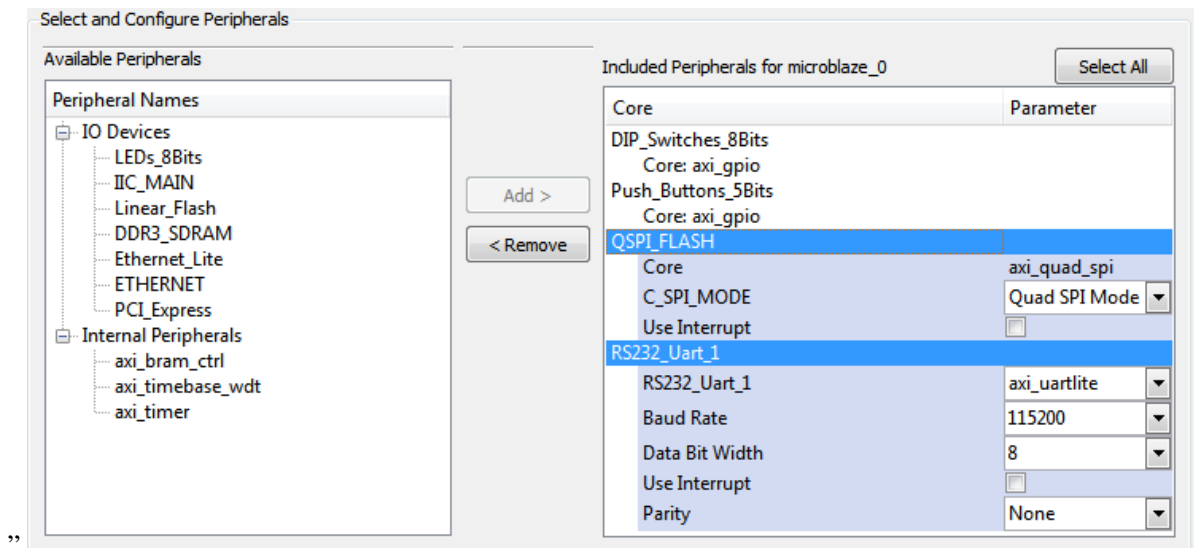 Select and Configure Peripherals
Available Peripherals
Peripheral Names
IO Devices
LEDs_8Bits
IIC_MAIN
Linear_Flash
DDR3_SDRAM
Ethernet_Lite
ETHERNET
PCI_Express
Internal Peripherals
axi_bram_ctrl
axi_timebase_wdt
axi_timer
Add >
< Remove
Included Peripherals for microblaze_0 Select All
Core Parameter
DIP_Switches_8Bits
Core: axi_gpio
Push_Buttons_5Bits
Core: axi_gpio
QSPI_FLASH
Core axi_quad_spi
C_SPI_MODE Quad SPI Mode
Use Interrupt
RS232_Uart_1
RS232_Uart_1 axi_uartlite
Baud Rate 115200
Data Bit Width 8
Use Interrupt
Parity None
”